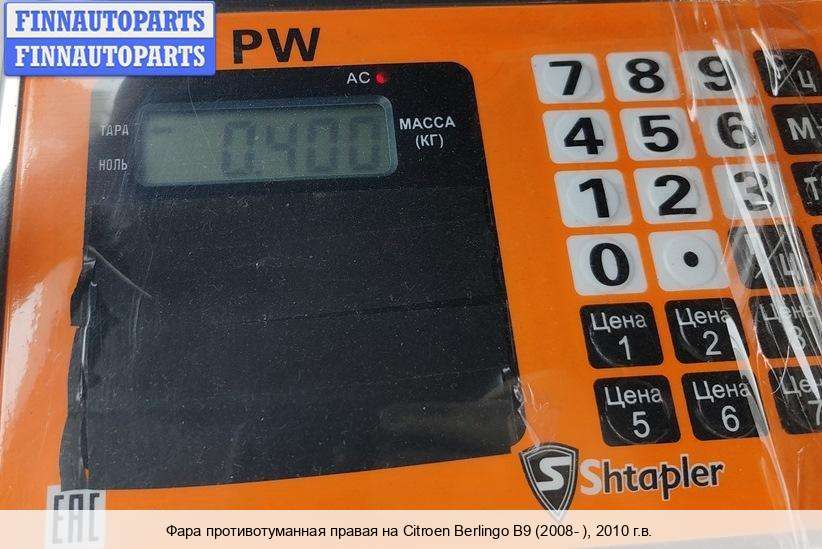 FINNAUTOPARTS
FINNAUTOPARTS
PW
AC
ТАРА
НОЛЬ
0.400
МАССА
(КГ)
7 8 9
4 5 6 М
1 2 3
0 .
Цена 1
Цена 2
Цена 5
Цена 6
S Shtapler
EAC
Фара противотуманная правая на Citroen Berlingo B9 (2008- ), 2010 г.в.